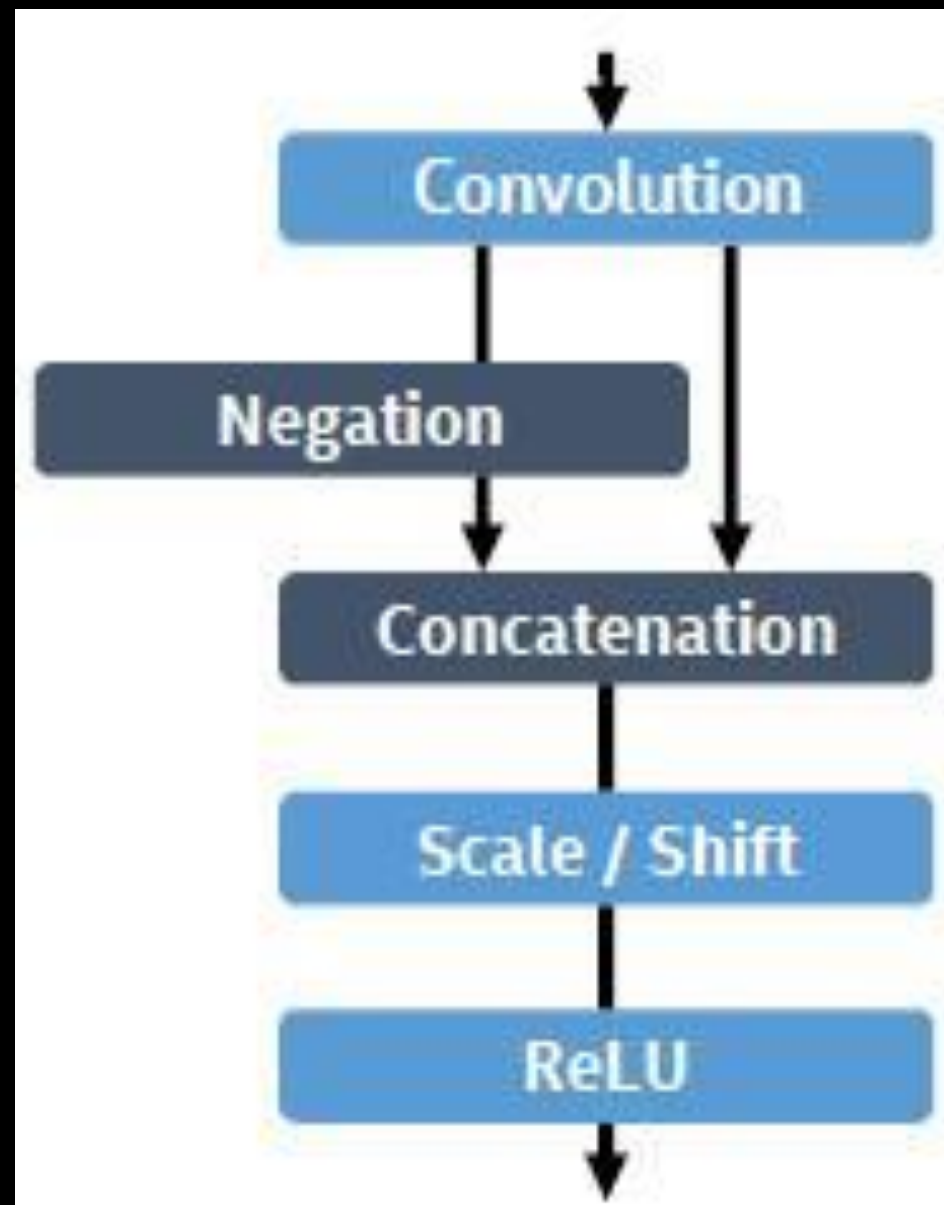 Convolution
Negation
Concatenation
Scale / Shift
ReLU